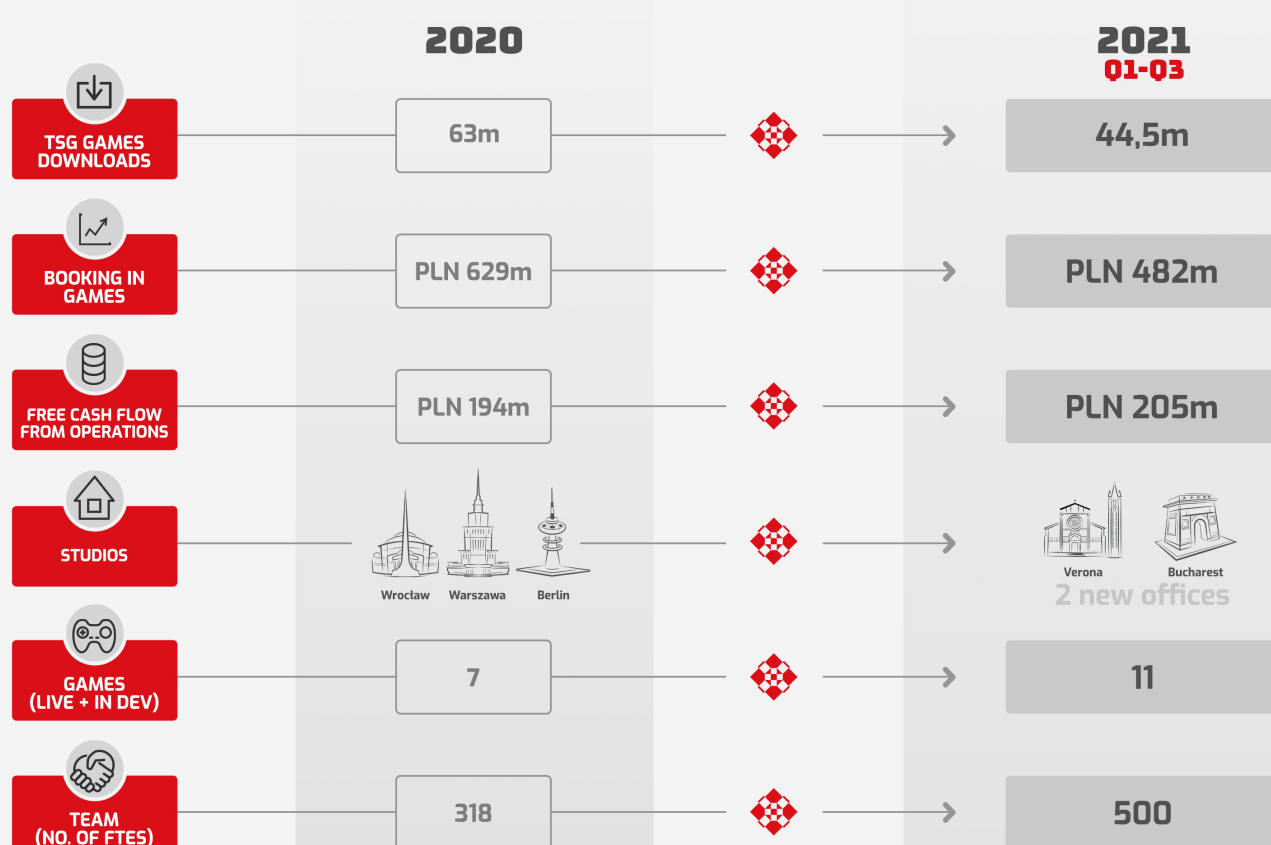 2020
2021
Q1-Q3
TSG GAMES
DOWNLOADS
63m
44,5m
BOOKING IN
GAMES
PLN 629m
PLN 482m
FREE CASH FLOW
FROM OPERATIONS
PLN 194m
PLN 205m
STUDIOS
Wrocław
Warszawa
Berlin
Verona
Bucharest
2 new offices
GAMES
(LIVE + IN DEV)
7
11
TEAM
(NO. OF FTES)
318
500